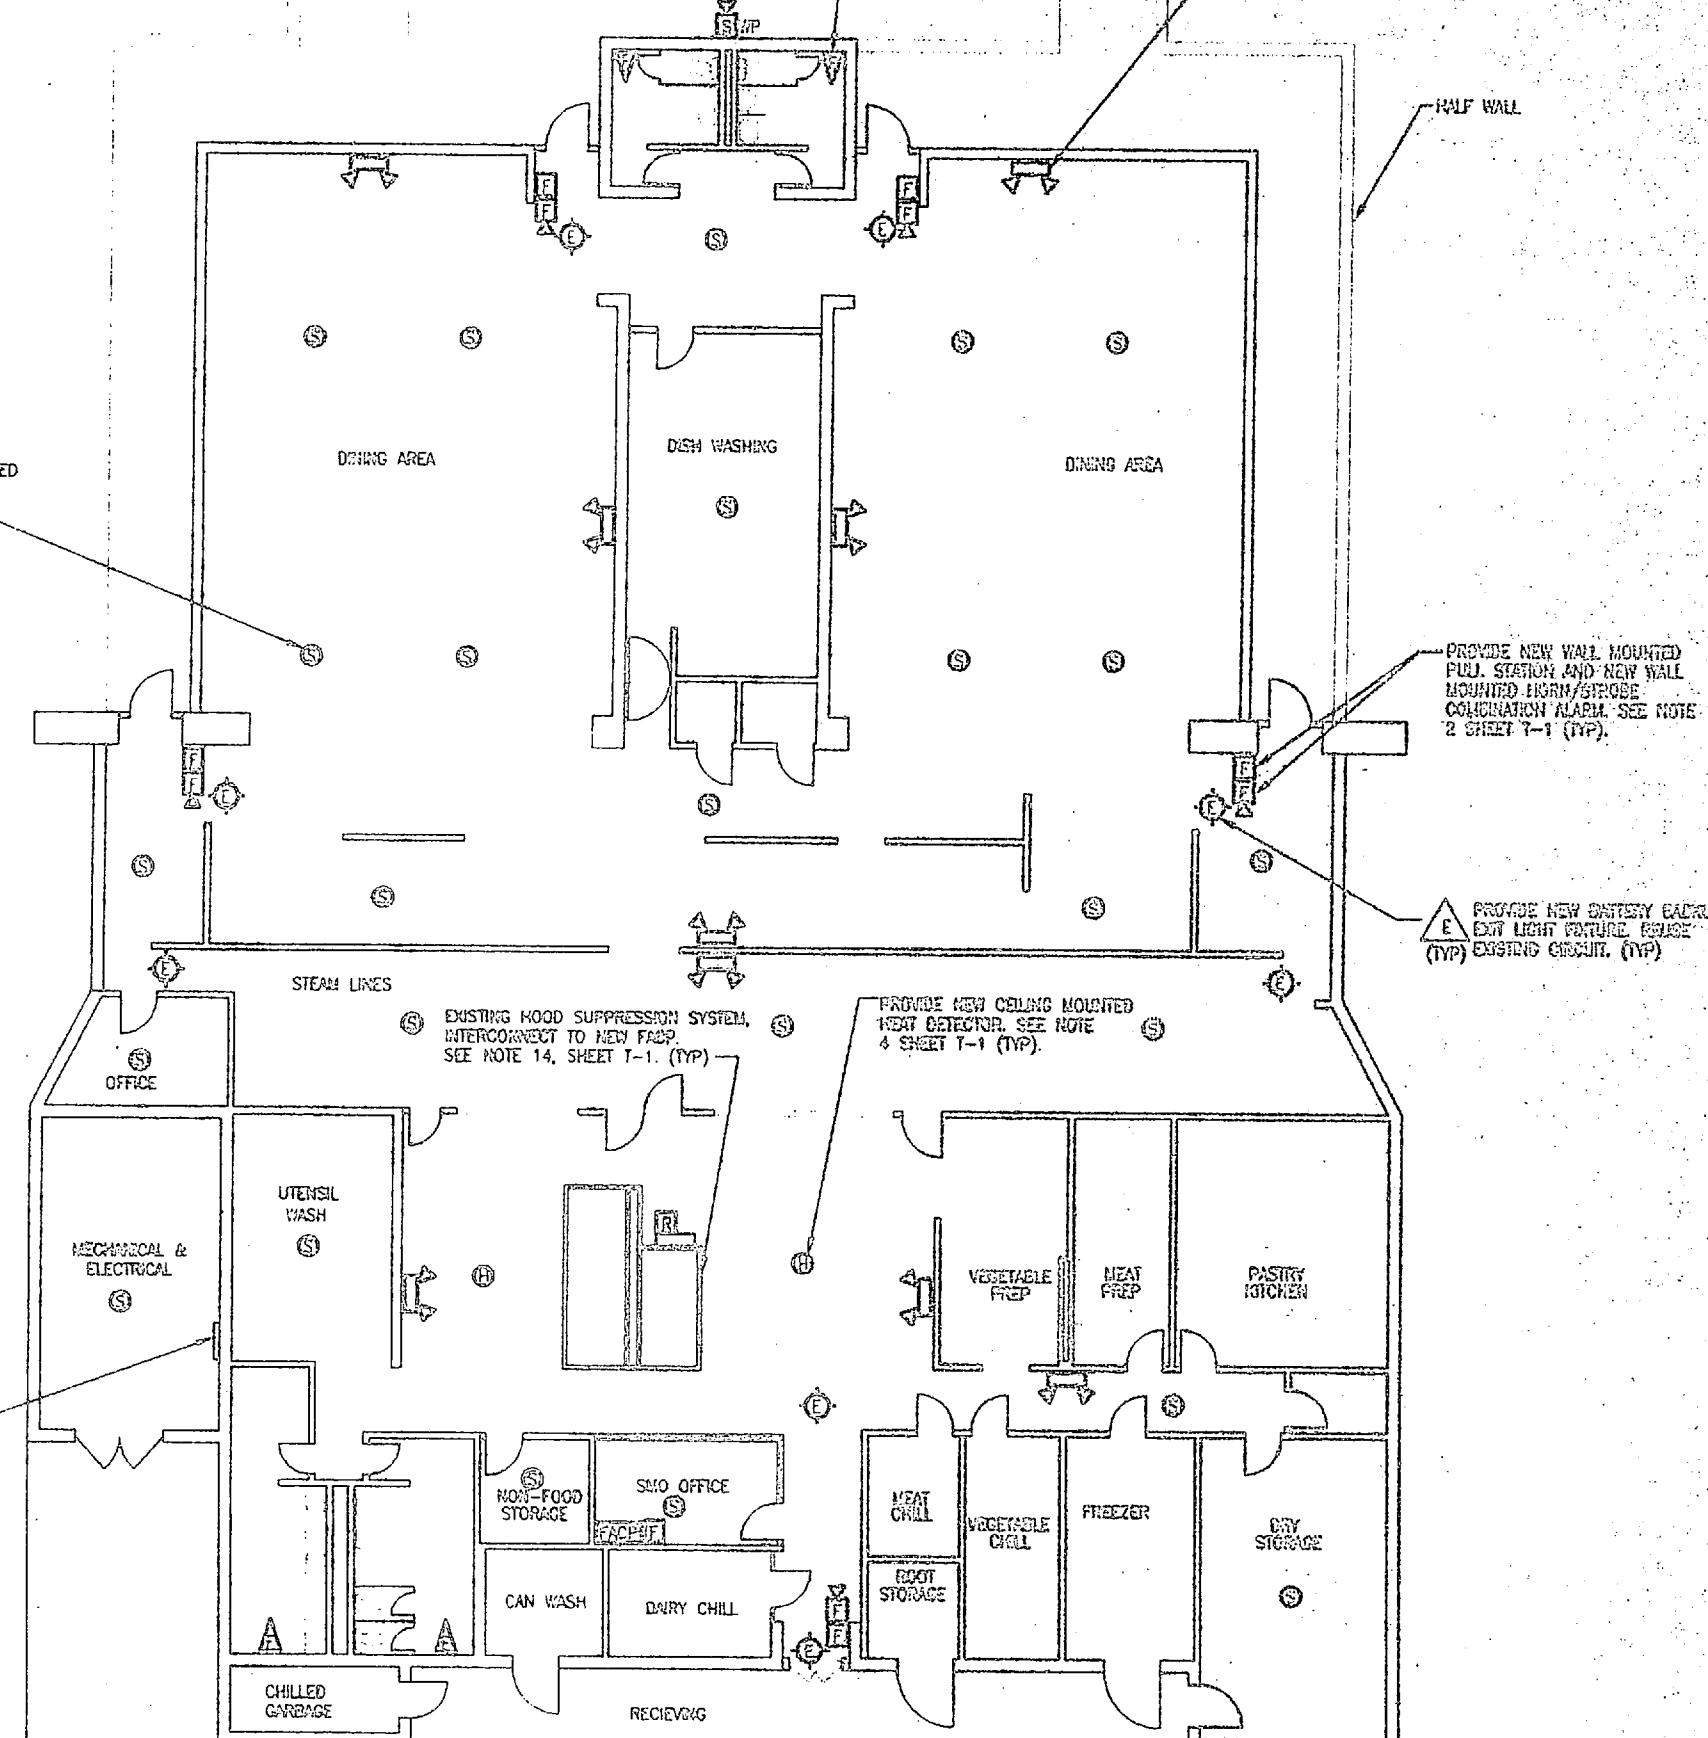 WP
S
HALF WALL
F
F
F
F
E
E
S
S
S
S
S
DINING AREA
DISH WASHING
DINING AREA
ED
S
S
S
S
S
PROVIDE NEW WALL MOUNTED
PULL STATION AND NEW WALL
MOUNTED HORN/STROBE
COMBINATION ALARM. SEE NOTE
2 SHEET T-1 (TYP).
F
F
E
F
F
E
S
S
S
S
S
E
PROVIDE NEW BATTERY BACKU
EXIT LIGHT FIXTURE. REUSE
(TYP) EXISTING CIRCUIT. (TYP)
E
E
STEAM LINES
S
EXISTING HOOD SUPPRESSION SYSTEM,
INTERCONNECT TO NEW FACP.
SEE NOTE 14, SHEET T-1. (TYP)
S
PROVIDE NEW CEILING MOUNTED
HEAT DETECTOR. SEE NOTE
4 SHEET T-1 (TYP).
S
S
OFFICE
UTENSIL
WASH
S
MECHANICAL &
ELECTRICAL
S
H
R
H
VEGETABLE
PREP
MEAT
PREP
PASTRY
KITCHEN
E
S
S
NON-FOOD
STORAGE
SMO OFFICE
S
FACP
MEAT
CHILL
VEGETABLE
CHILL
FREEZER
DRY
STORAGE
S
ROOT
STORAGE
CAN WASH
DAIRY CHILL
F
F
E
F
F
CHILLED
GARBAGE
RECIEVING